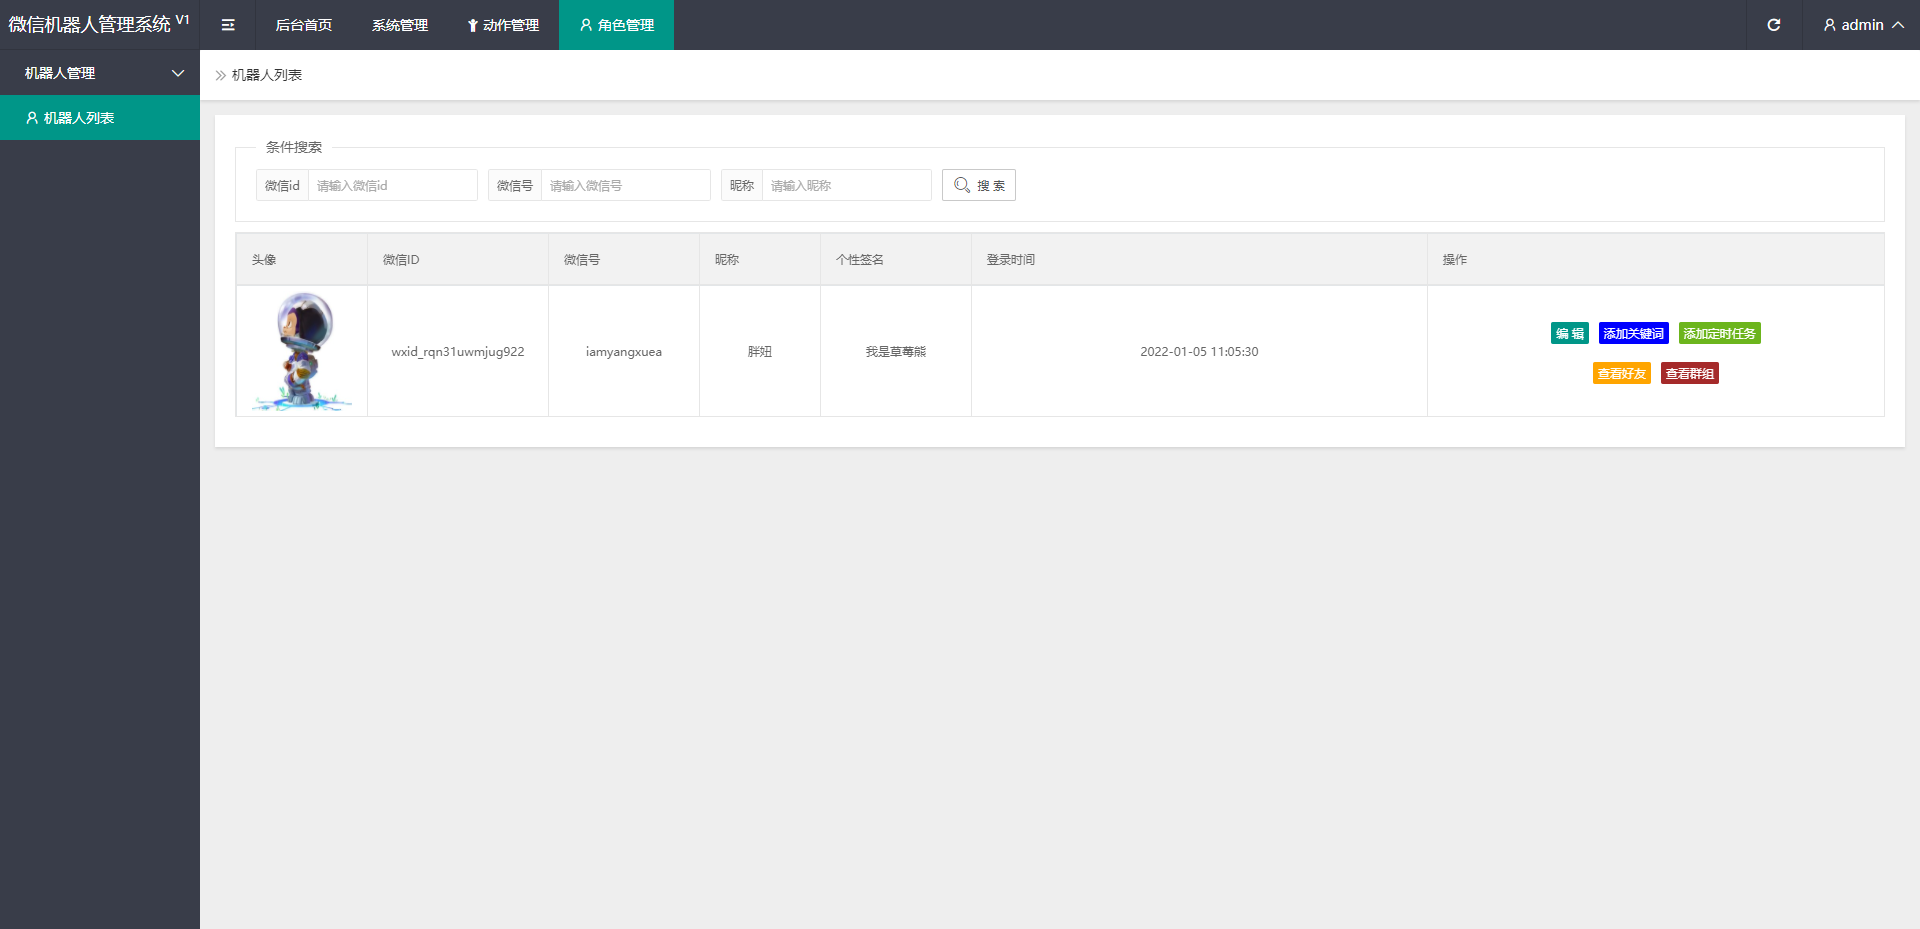 微信机器人管理系统 V1
后台首页 系统管理 动作管理 角色管理
admin
机器人管理
机器人列表
机器人列表
条件搜索
微信id 请输入微信id 微信号 请输入微信号 昵称 请输入昵称 搜 索
头像 微信ID 微信号 昵称 个性签名 登录时间 操作
wxid_rqn31uwmjug922 iamyangxuea 胖妞 我是草莓熊 2022-01-05 11:05:30
编 辑 添加关键词 添加定时任务
查看好友 查看群组